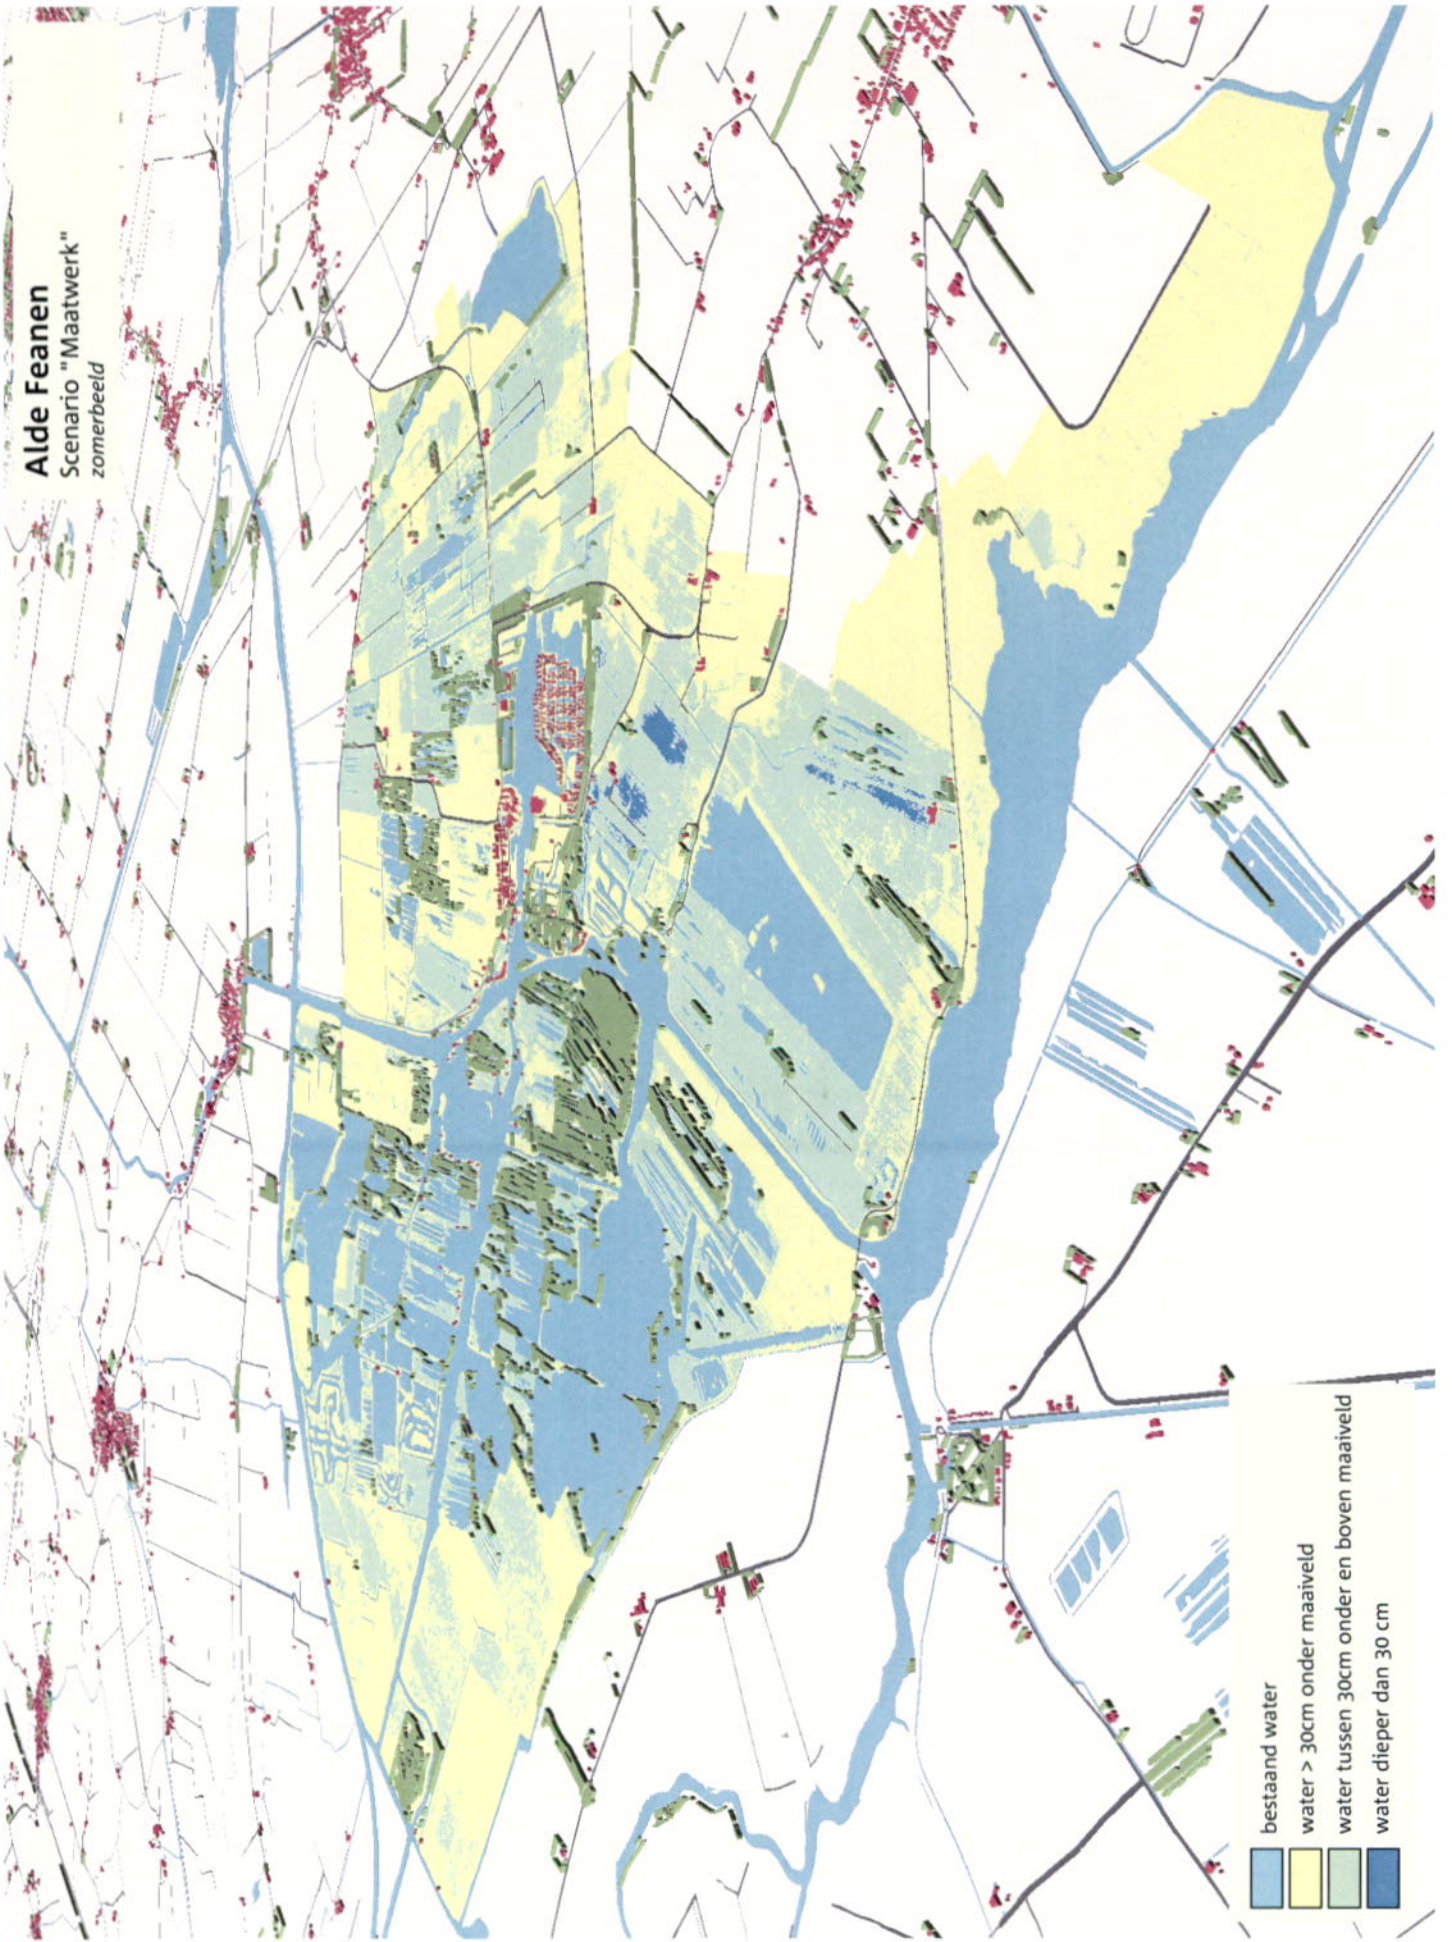 Alde Feanen
Scenario "Maatwerk"
zomerbeeld
bestaand water
water > 30cm onder maaiveld
water tussen 30cm onder en boven maaiveld
water dieper dan 30 cm